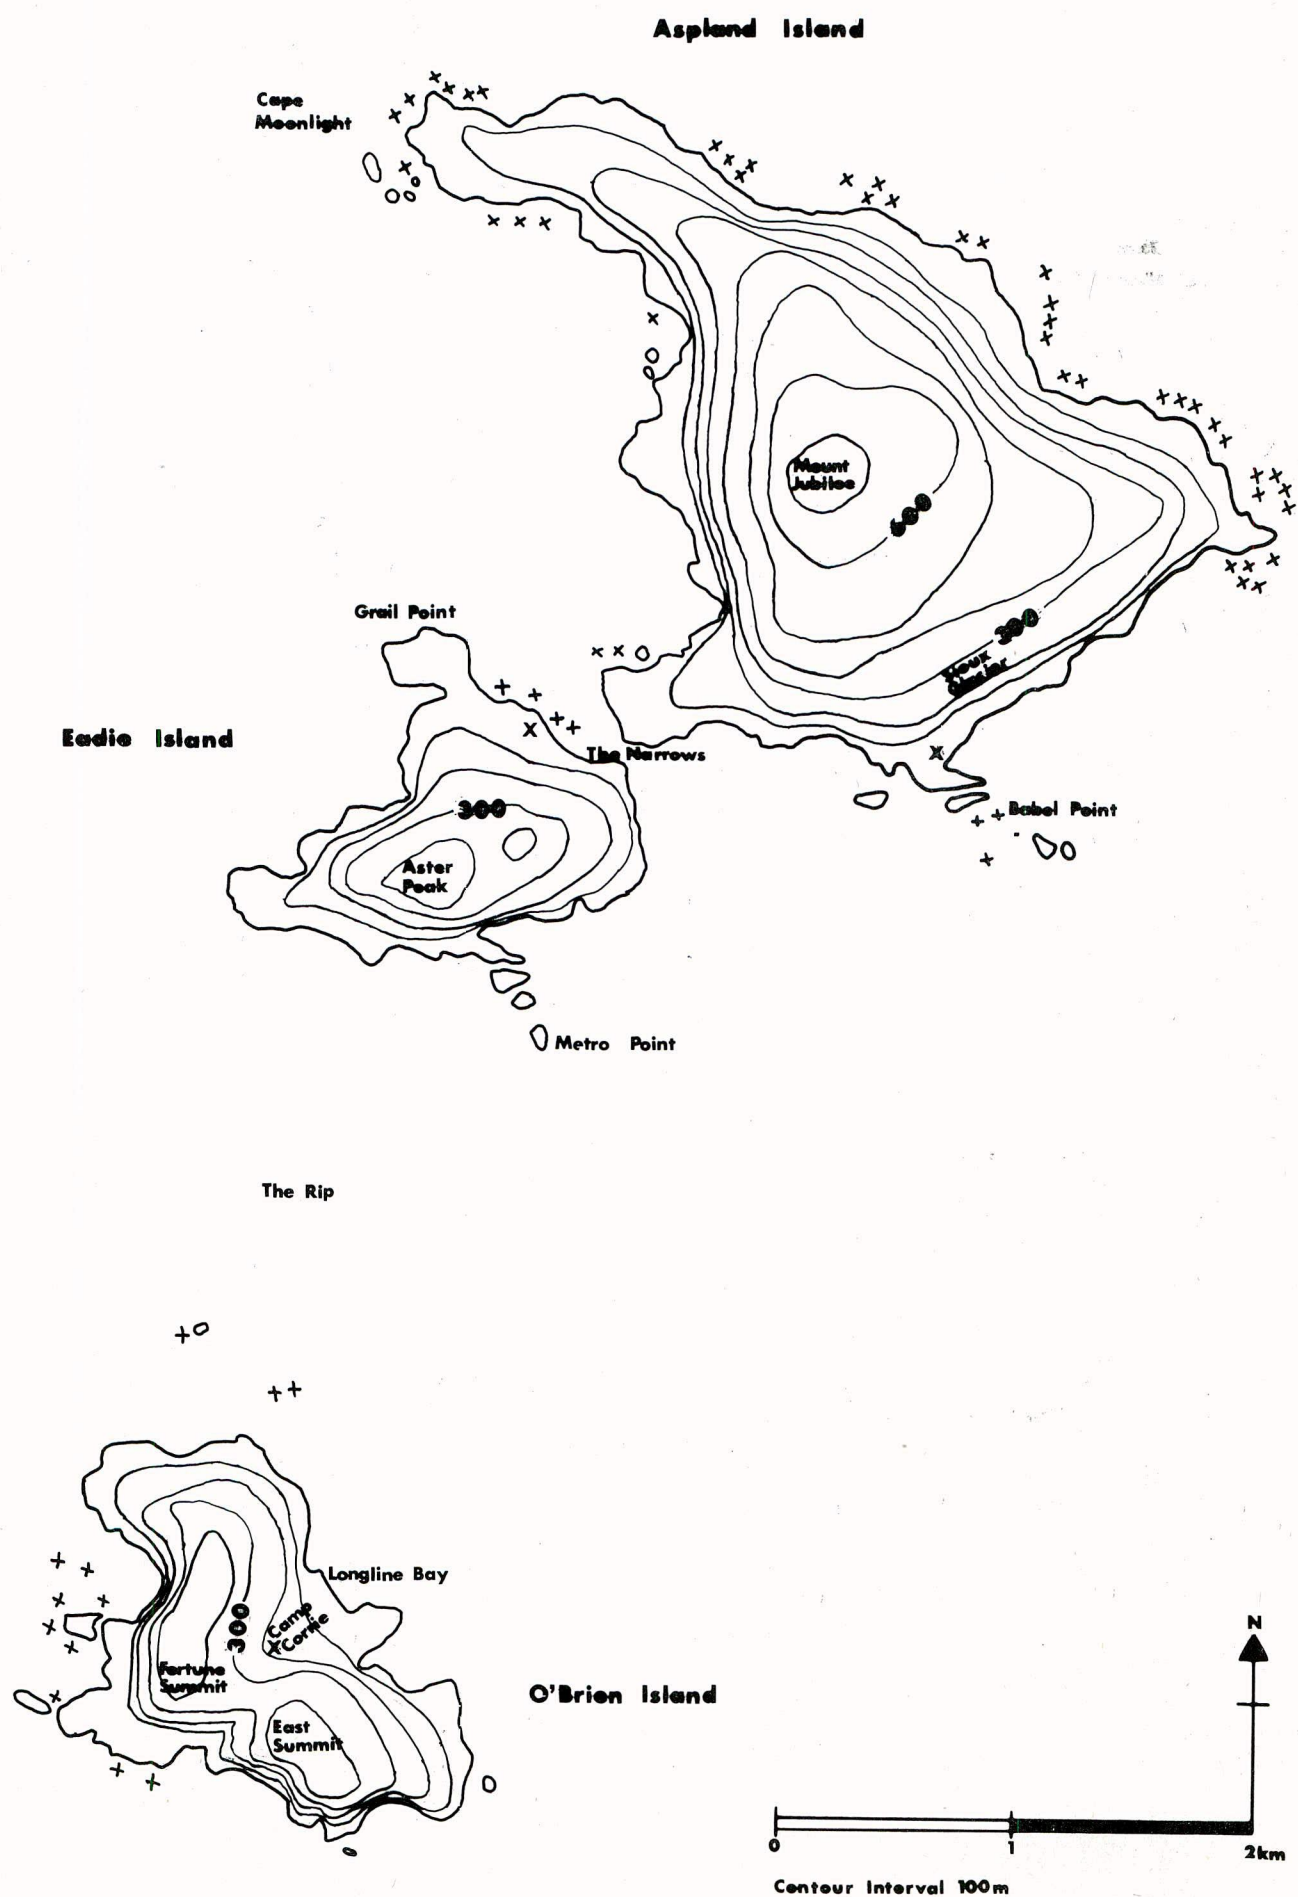 Aspland Island
Cape
Moonlight
Mount
Jubilee
600
Grail Point
300
Sioux
Glacier
Eadie Island
The Narrows
300
Babel Point
Aster
Peak
Metro Point
The Rip
Longline Bay
300
Camp
Corrie
Fortune
Summit
O'Brien Island
East
Summit
N
0
1
2km
Contour Interval 100m